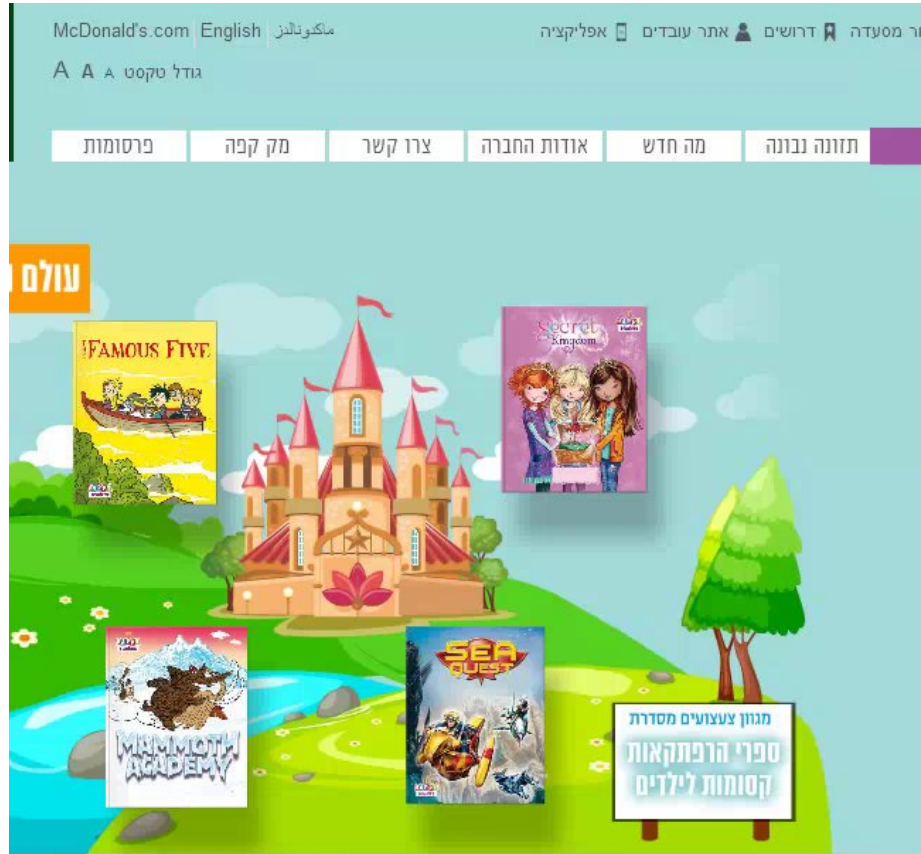 McDonald's.com English ماكدونالدز
אפליקציה אתר עובדים דרושים מסעדה
גודל טקסט A A A
תזונה נבונה מה חדש אודות החברה צרו קשר מק קפה פרסומות
עולם
FAMOUS FIVE
Secret
Kingdom
MAMMOTH
ACADEMY
SEA
QUEST
מגוון צעצועים מסדרת
ספרי הרפתקאות
קסומות לילדים